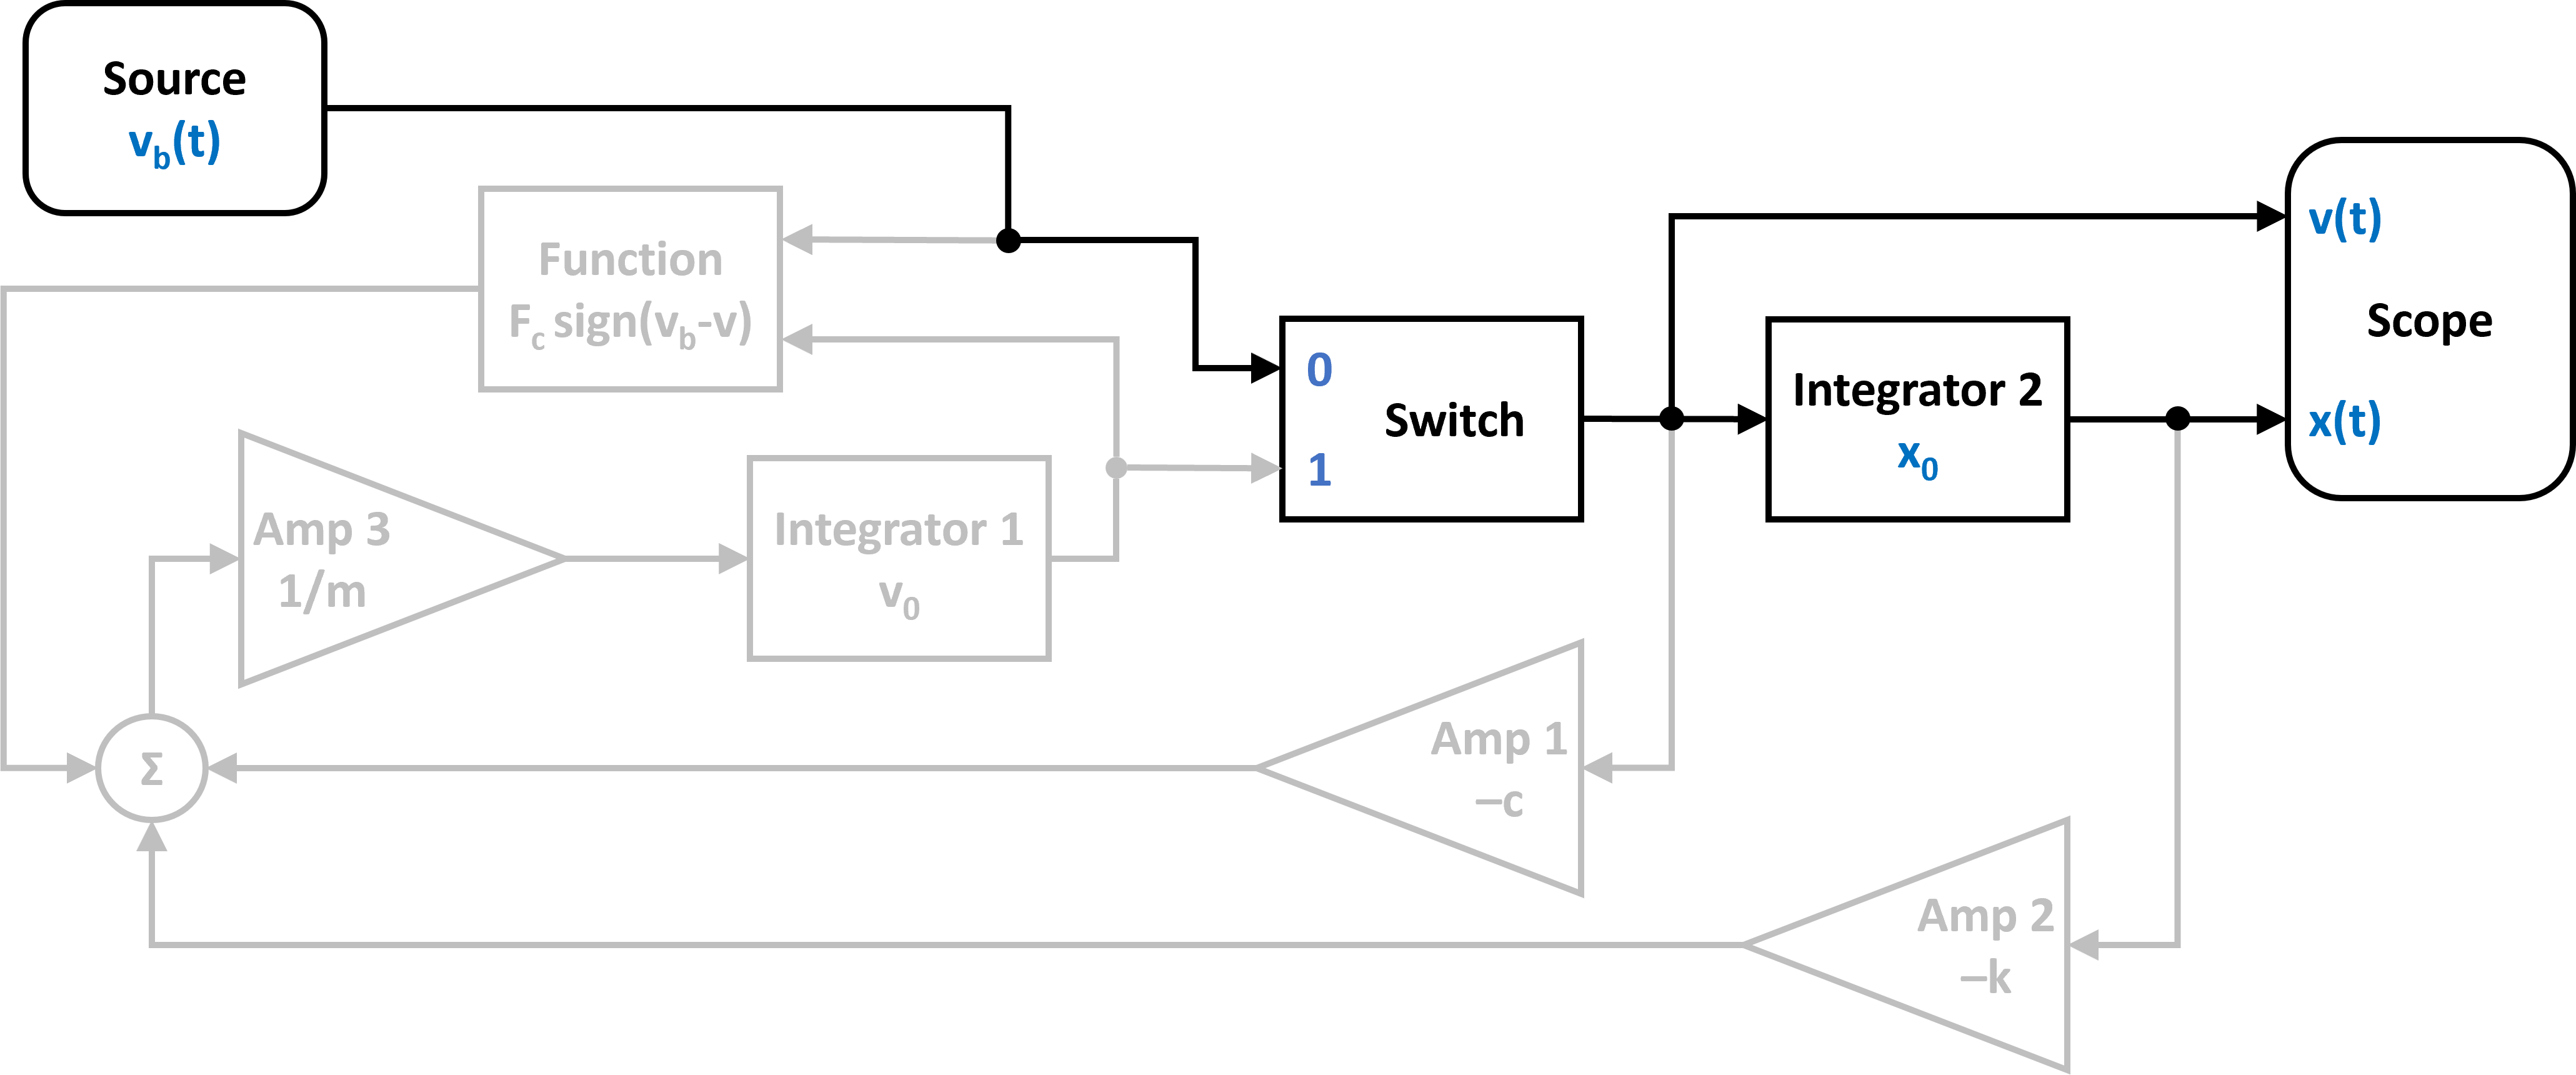 Source
v_b(t)
Function
F_c sign(v_b-v)
v(t)
Scope
x(t)
0
Switch
1
Integrator 2
x_0
Amp 3
1/m
Integrator 1
v_0
Σ
Amp 1
–c
Amp 2
–k